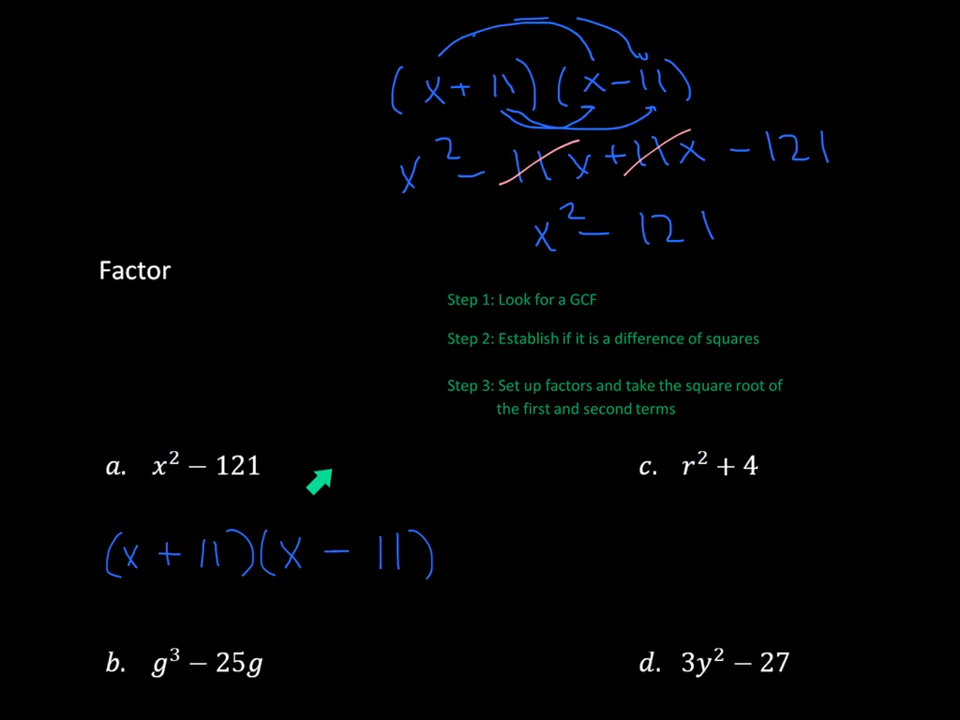 (x + 11)(x - 11)
x² - 11x + 11x - 121
x² - 121
Factor
Step 1: Look for a GCF
Step 2: Establish if it is a difference of squares
Step 3: Set up factors and take the square root of
the first and second terms
a. x² − 121
c. r² + 4
(x + 11)(x - 11)
b. g³ − 25g
d. 3y² − 27